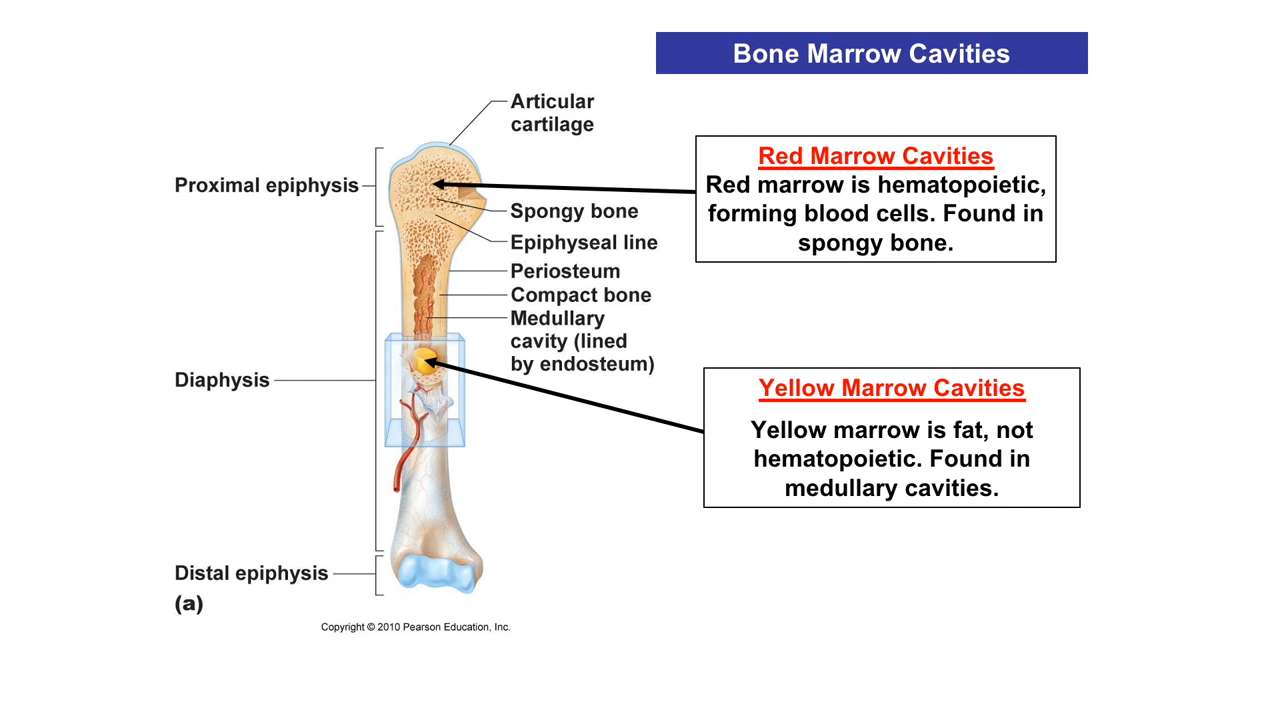 Bone Marrow Cavities
Articular
cartilage
Proximal epiphysis
Spongy bone
Epiphyseal line
Periosteum
Compact bone
Medullary
cavity (lined
by endosteum)
Diaphysis
Distal epiphysis
(a)
Copyright © 2010 Pearson Education, Inc.
Red Marrow Cavities
Red marrow is hematopoietic,
forming blood cells. Found in
spongy bone.
Yellow Marrow Cavities
Yellow marrow is fat, not
hematopoietic. Found in
medullary cavities.